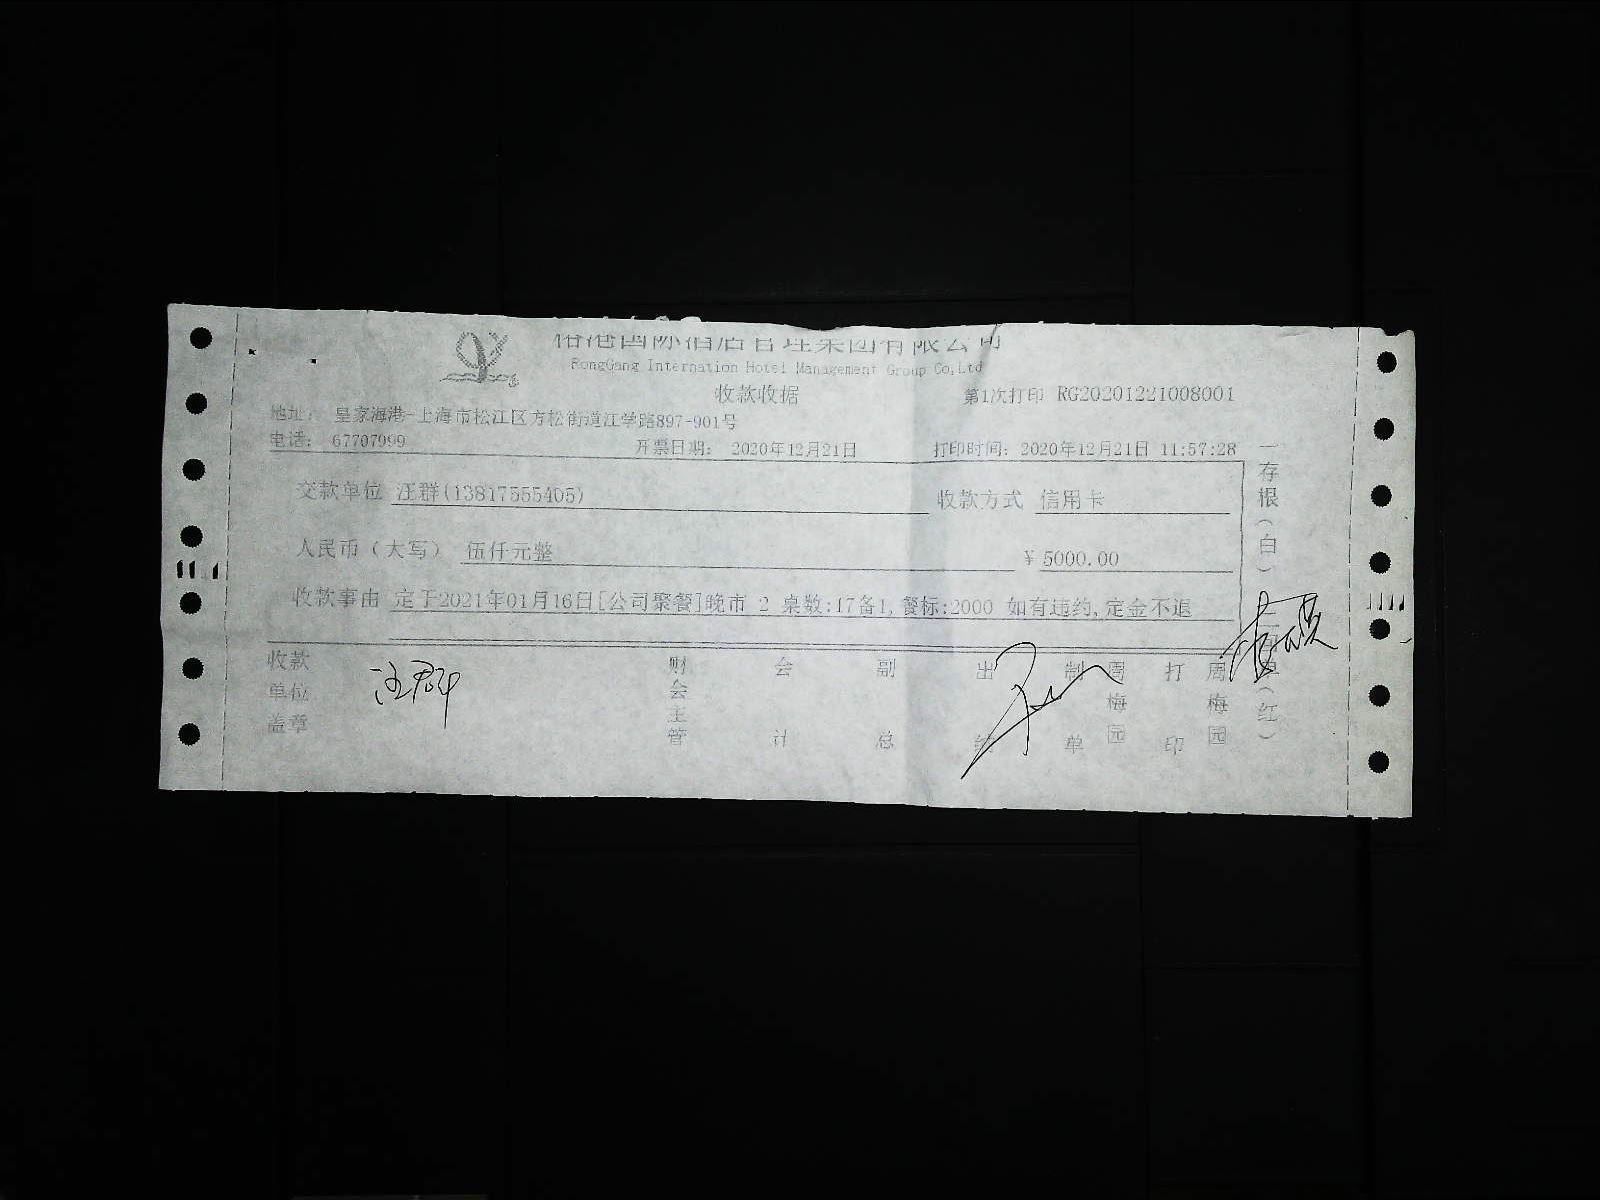 榕港国际酒店管理集团有限公司
RongGang Internation Hotel Management Group Co,Ltd
收款收据
第1次打印 RG20201221008001
地址: 皇家海港-上海市松江区方松街道江学路897-901号
电话: 67707999 开票日期: 2020年12月21日 打印时间: 2020年12月21日 11:57:28
交款单位 汪群(13817555405) 收款方式 信用卡
人民币(大写) 伍仟元整 ¥ 5000.00
收款事由 定于2021年01月16日[公司聚餐]晚市 2 桌数:17备1,餐标:2000 如有违约,定金不退
收款单位盖章 汪群 财会主管 会计 副总 出纳 制单 周梅园 打印 周梅园
一存根(白)
(红)